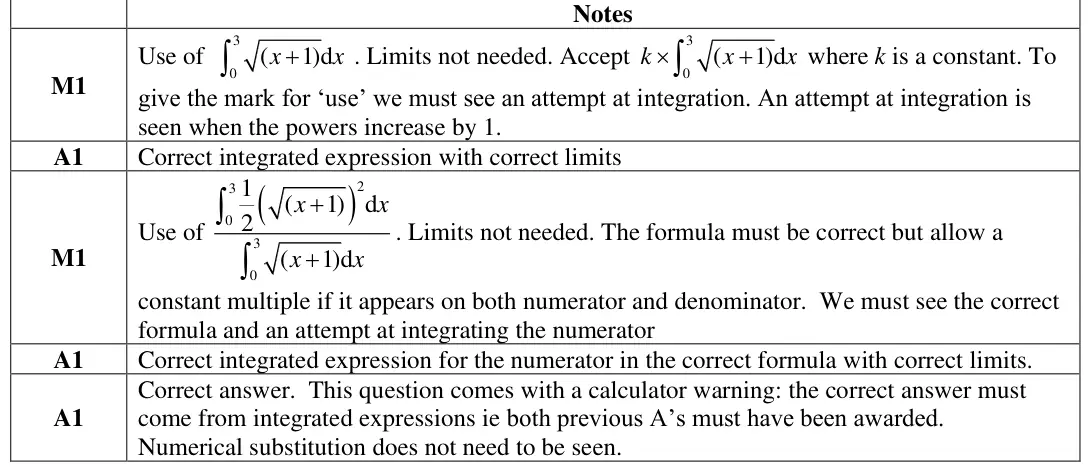 Notes
M1
Use of ∫₀³ √(x+1)dx . Limits not needed. Accept k×∫₀³ √(x+1)dx where k is a constant. To
give the mark for ‘use’ we must see an attempt at integration. An attempt at integration is
seen when the powers increase by 1.
A1
Correct integrated expression with correct limits
M1
Use of (∫₀³ ½(√(x+1))² dx) / (∫₀³ √(x+1)dx) . Limits not needed. The formula must be correct but allow a
constant multiple if it appears on both numerator and denominator.  We must see the correct
formula and an attempt at integrating the numerator
A1
Correct integrated expression for the numerator in the correct formula with correct limits.
A1
Correct answer.  This question comes with a calculator warning: the correct answer must
come from integrated expressions ie both previous A’s must have been awarded.
Numerical substitution does not need to be seen.